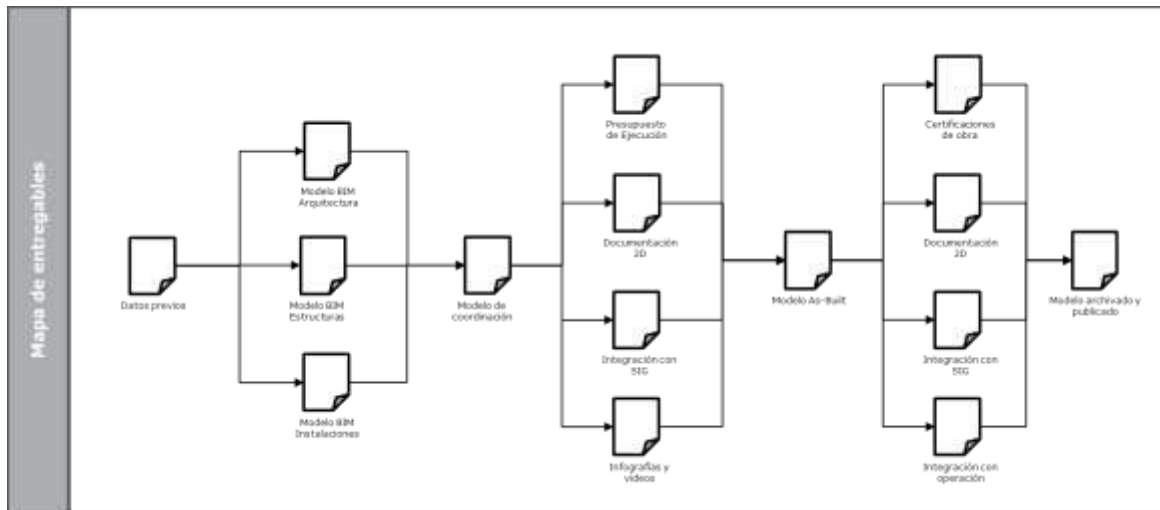 Mapa de entregables
Datos previos
Modelo BIM
Arquitectura
Modelo BIM
Estructuras
Modelo BIM
Instalaciones
Modelo de
coordinación
Presupuesto
de Ejecución
Documentación
2D
Integración con
SIG
Infografías y
vídeos
Modelo As-Built
Certificaciones
de obra
Documentación
2D
Integración con
SIG
Integración con
operación
Modelo archivado y
publicado